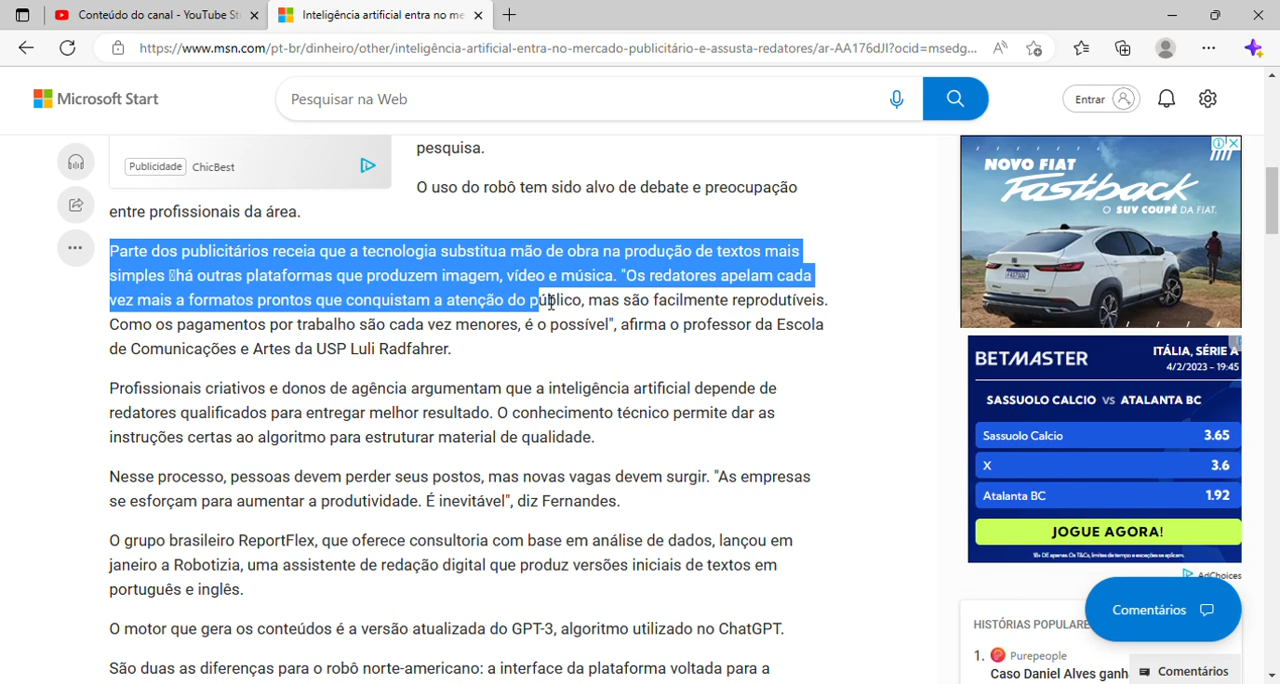 Conteúdo do canal - YouTube St
Inteligência artificial entra no me
https://www.msn.com/pt-br/dinheiro/other/inteligência-artificial-entra-no-mercado-publicitário-e-assusta-redatores/ar-AA176dJI?ocid=msedg...
Microsoft Start
Pesquisar na Web
Entrar
Publicidade ChicBest
pesquisa.
O uso do robô tem sido alvo de debate e preocupação
entre profissionais da área.
Parte dos publicitários receia que a tecnologia substitua mão de obra na produção de textos mais
simples há outras plataformas que produzem imagem, vídeo e música. "Os redatores apelam cada
vez mais a formatos prontos que conquistam a atenção do público, mas são facilmente reprodutíveis.
Como os pagamentos por trabalho são cada vez menores, é o possível", afirma o professor da Escola
de Comunicações e Artes da USP Luli Radfahrer.
Profissionais criativos e donos de agência argumentam que a inteligência artificial depende de
redatores qualificados para entregar melhor resultado. O conhecimento técnico permite dar as
instruções certas ao algoritmo para estruturar material de qualidade.
Nesse processo, pessoas devem perder seus postos, mas novas vagas devem surgir. "As empresas
se esforçam para aumentar a produtividade. É inevitável", diz Fernandes.
O grupo brasileiro ReportFlex, que oferece consultoria com base em análise de dados, lançou em
janeiro a Robotizia, uma assistente de redação digital que produz versões iniciais de textos em
português e inglês.
O motor que gera os conteúdos é a versão atualizada do GPT-3, algoritmo utilizado no ChatGPT.
São duas as diferenças para o robô norte-americano: a interface da plataforma voltada para a
NOVO FIAT
Fastback
O SUV COUPÉ DA FIAT.
BETMASTER
ITÁLIA, SÉRIE A
4/2/2023 – 19:45
SASSUOLO CALCIO VS ATALANTA BC
Sassuolo Calcio 3.65
X 3.6
Atalanta BC 1.92
JOGUE AGORA!
AdChoices
Comentários
HISTÓRIAS POPULARE
1. Purepeople
Caso Daniel Alves ganh
Comentários